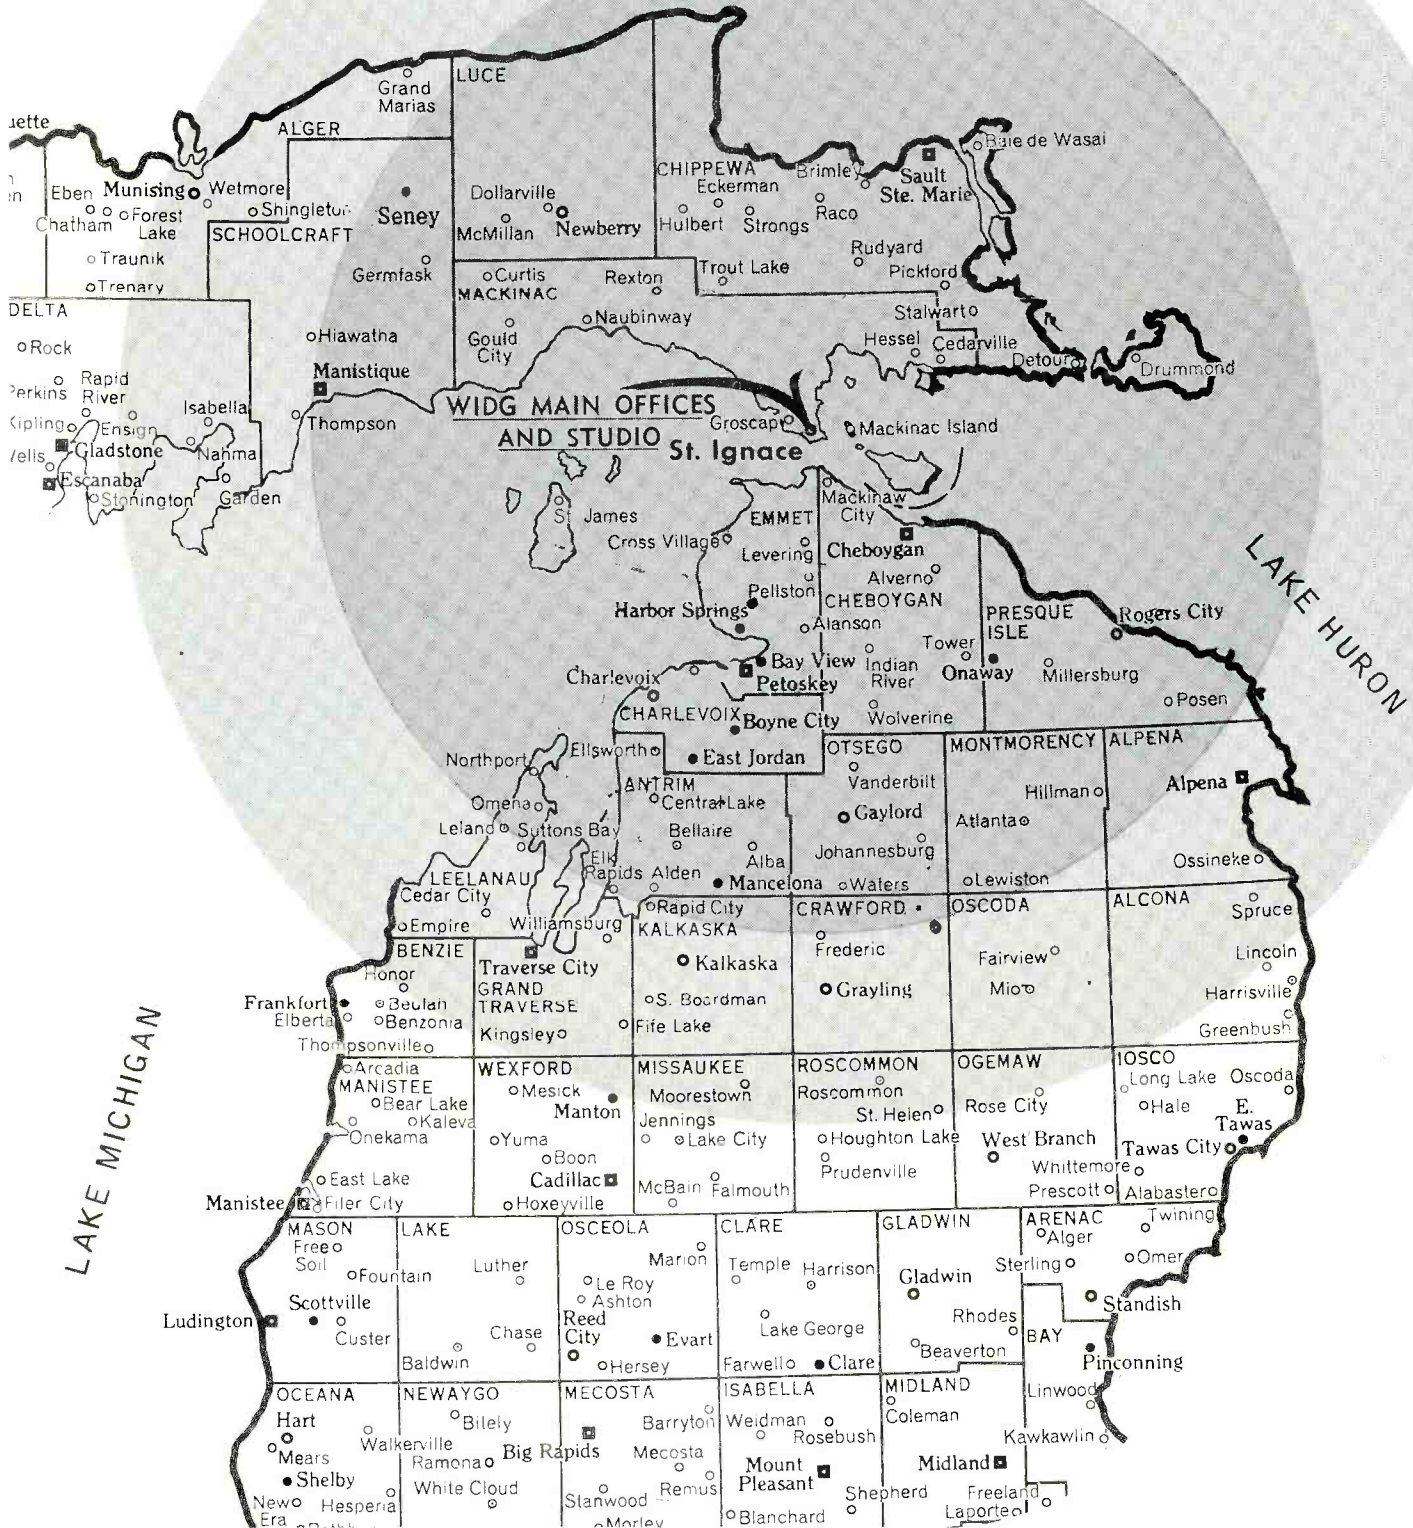 LUCE
Grand
Marias
ALGER
Eben
Munising
Wetmore
Chatham
Forest
Lake
Shingleton
SCHOOLCRAFT
Traunik
Trenary
Seney
Germfask
Dollarville
McMillan
Newberry
CHIPPEWA
Eckerman
Brimley
Hulbert
Strongs
Raco
Sault
Ste. Marie
Baie de Wasai
Rudyard
Pickford
Trout Lake
Curtis
MACKINAC
Rexton
Naubinway
Gould
City
Stalwart
Hessel
Cedarville
Detour
Drummond
DELTA
Rock
Hiawatha
Manistique
Rapid
River
Isabella
Ensign
Thompson
Gladstone
Nahma
Escanaba
Stonington
Garden
WIDG MAIN OFFICES
AND STUDIO
St. Ignace
Groscap
Mackinac Island
Mackinaw
City
St. James
EMMET
Cross Village
Levering
Cheboygan
Pellston
Alverno
CHEBOYGAN
Harbor Springs
Alanson
PRESQUE
ISLE
Rogers City
LAKE HURON
Tower
Bay View
Indian
River
Onaway
Millersburg
Charlevoix
Petoskey
Posen
CHARLEVOIX
Boyne City
Wolverine
Northport
Ellsworth
East Jordan
OTSEGO
MONTMORENCY
ALPENA
Vanderbilt
Hillman
Alpena
ANTRIM
Central Lake
Omena
Gaylord
Atlanta
Leland
Suttons Bay
Bellaire
Alba
Johannesburg
Ossineke
Elk
Rapids
Alden
LEELANAU
Cedar City
Mancelona
Waters
Lewiston
Empire
Williamsburg
Rapid City
CRAWFORD
OSCODA
ALCONA
Spruce
BENZIE
KALKASKA
Frederic
Fairview
Lincoln
Honor
Traverse City
Kalkaska
Grayling
Mio
Harrisville
Frankfort
Beulah
GRAND
TRAVERSE
S. Boardman
Elberta
Benzonia
Kingsley
Fife Lake
Greenbush
Thompsonville
LAKE MICHIGAN
Arcadia
WEXFORD
MISSAUKEE
ROSCOMMON
OGEMAW
IOSCO
MANISTEE
Mesick
Moorestown
Roscommon
Long Lake
Oscoda
Bear Lake
Manton
St. Helen
Rose City
Hale
E.
Tawas
Kaleva
Jennings
Onekama
Yuma
Lake City
Houghton Lake
West Branch
Tawas City
Boon
Prudenville
Whittemore
East Lake
Cadillac
McBain
Falmouth
Prescott
Alabaster
Manistee
Filer City
Hoxeyville
MASON
LAKE
OSCEOLA
CLARE
GLADWIN
ARENAC
Twining
Free
Soil
Alger
Fountain
Luther
Marion
Temple
Harrison
Sterling
Omer
Gladwin
Le Roy
Ashton
Scottville
Standish
Ludington
Reed
City
Custer
Chase
Evart
Lake George
Rhodes
BAY
Baldwin
Hersey
Farwell
Clare
Beaverton
Pinconning
OCEANA
NEWAYGO
MECOSTA
ISABELLA
MIDLAND
Linwood
Hart
Bitely
Barryton
Weidman
Coleman
Rosebush
Kawkawlin
Mears
Walkerville
Big Rapids
Mecosta
Ramona
Mount
Pleasant
Midland
Shelby
White Cloud
Remus
Shepherd
Freeland
New
Era
Hesperia
Stanwood
Blanchard
Laporte
Morley